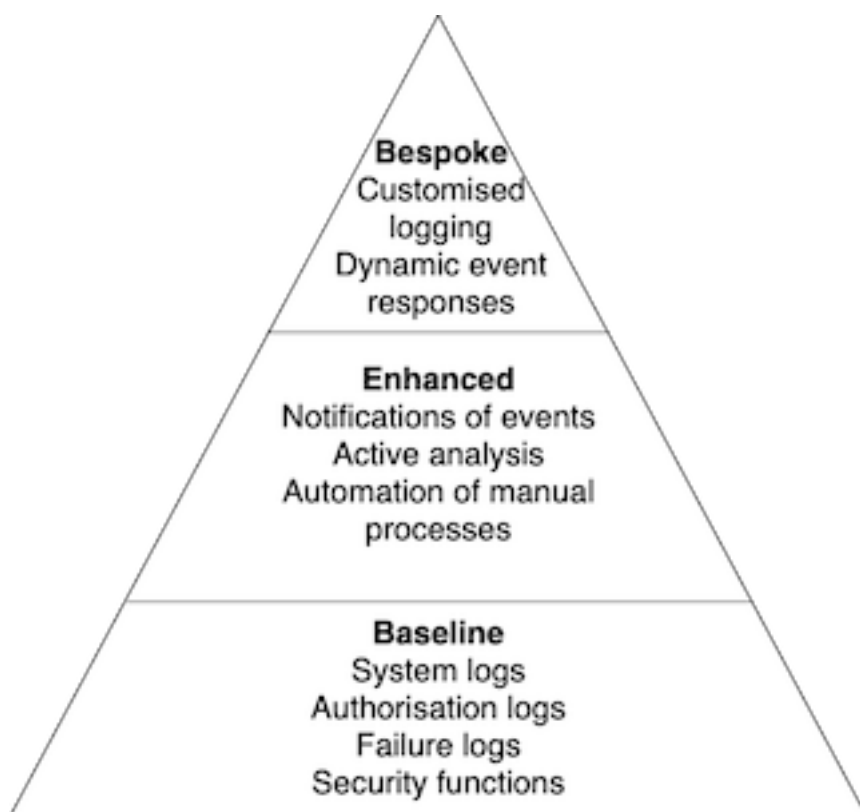 Bespoke
Customised
logging
Dynamic event
responses
Enhanced
Notifications of events
Active analysis
Automation of manual
processes
Baseline
System logs
Authorisation logs
Failure logs
Security functions